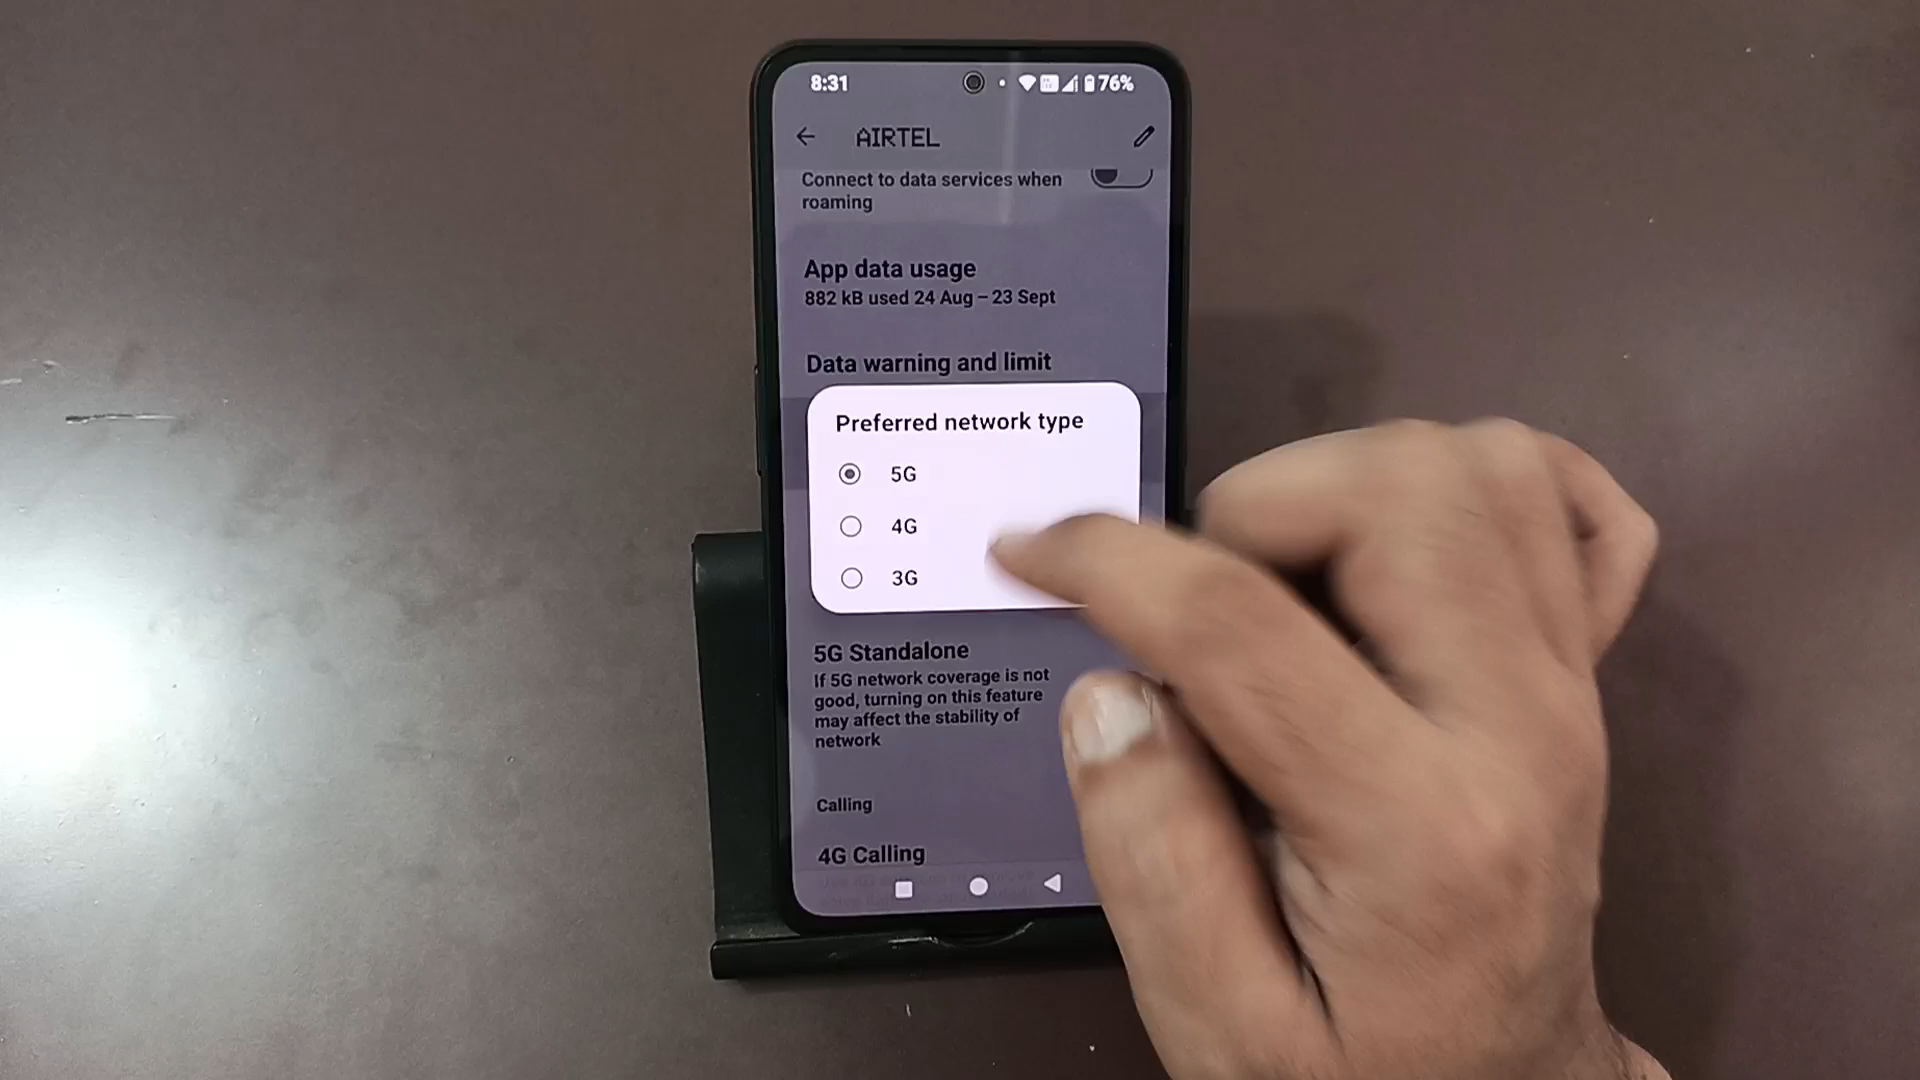 8:31
76%
AIRTEL
Connect to data services when
roaming
App data usage
882 kB used 24 Aug – 23 Sept
Data warning and limit
Preferred network type
5G
4G
3G
5G Standalone
If 5G network coverage is not
good, turning on this feature
may affect the stability of
network
Calling
4G Calling